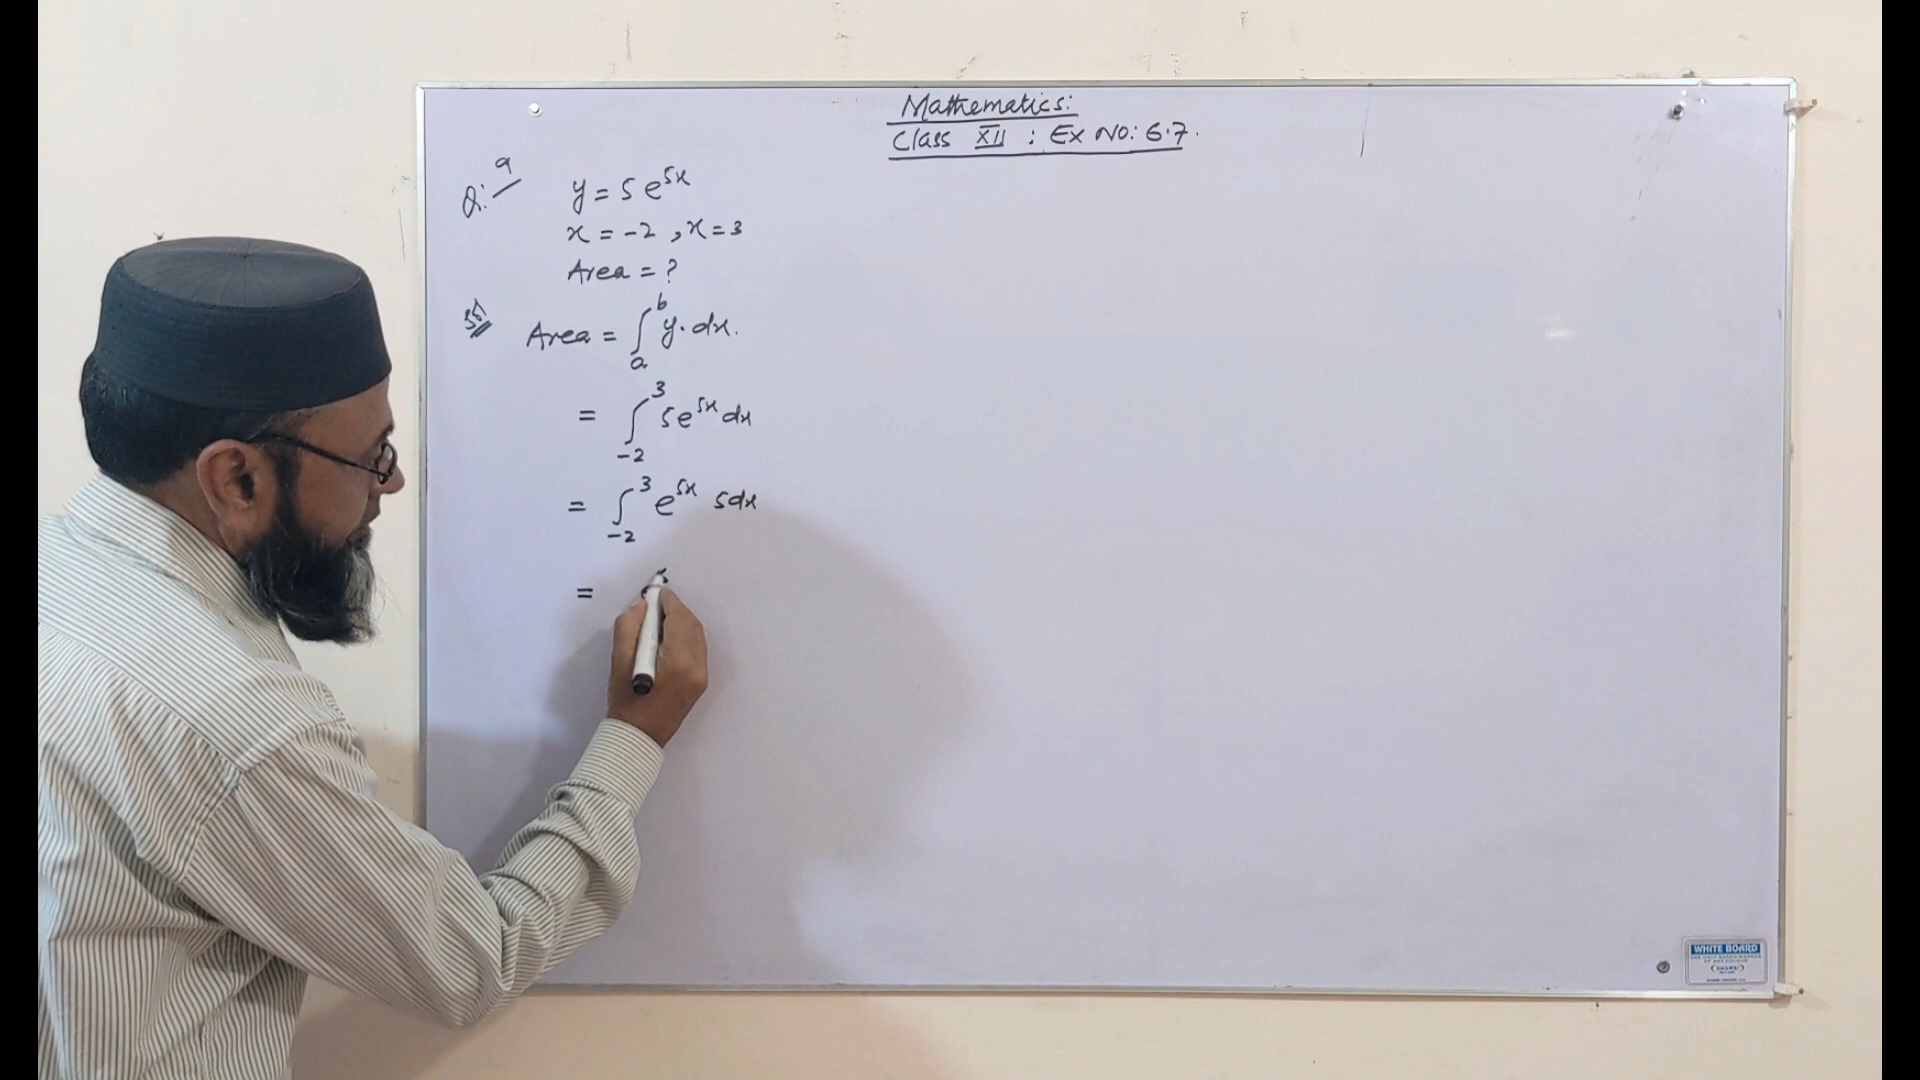 Mathematics:
Class XII : Ex No: 6.7.
Q: 9
y = 5 e^5x
x = -2 , x = 3
Area = ?
Sol
Area = ∫_a^b y. dx.
= ∫_-2^3 5e^5x dx
= ∫_-2^3 e^5x 5dx
=
WHITE BOARD